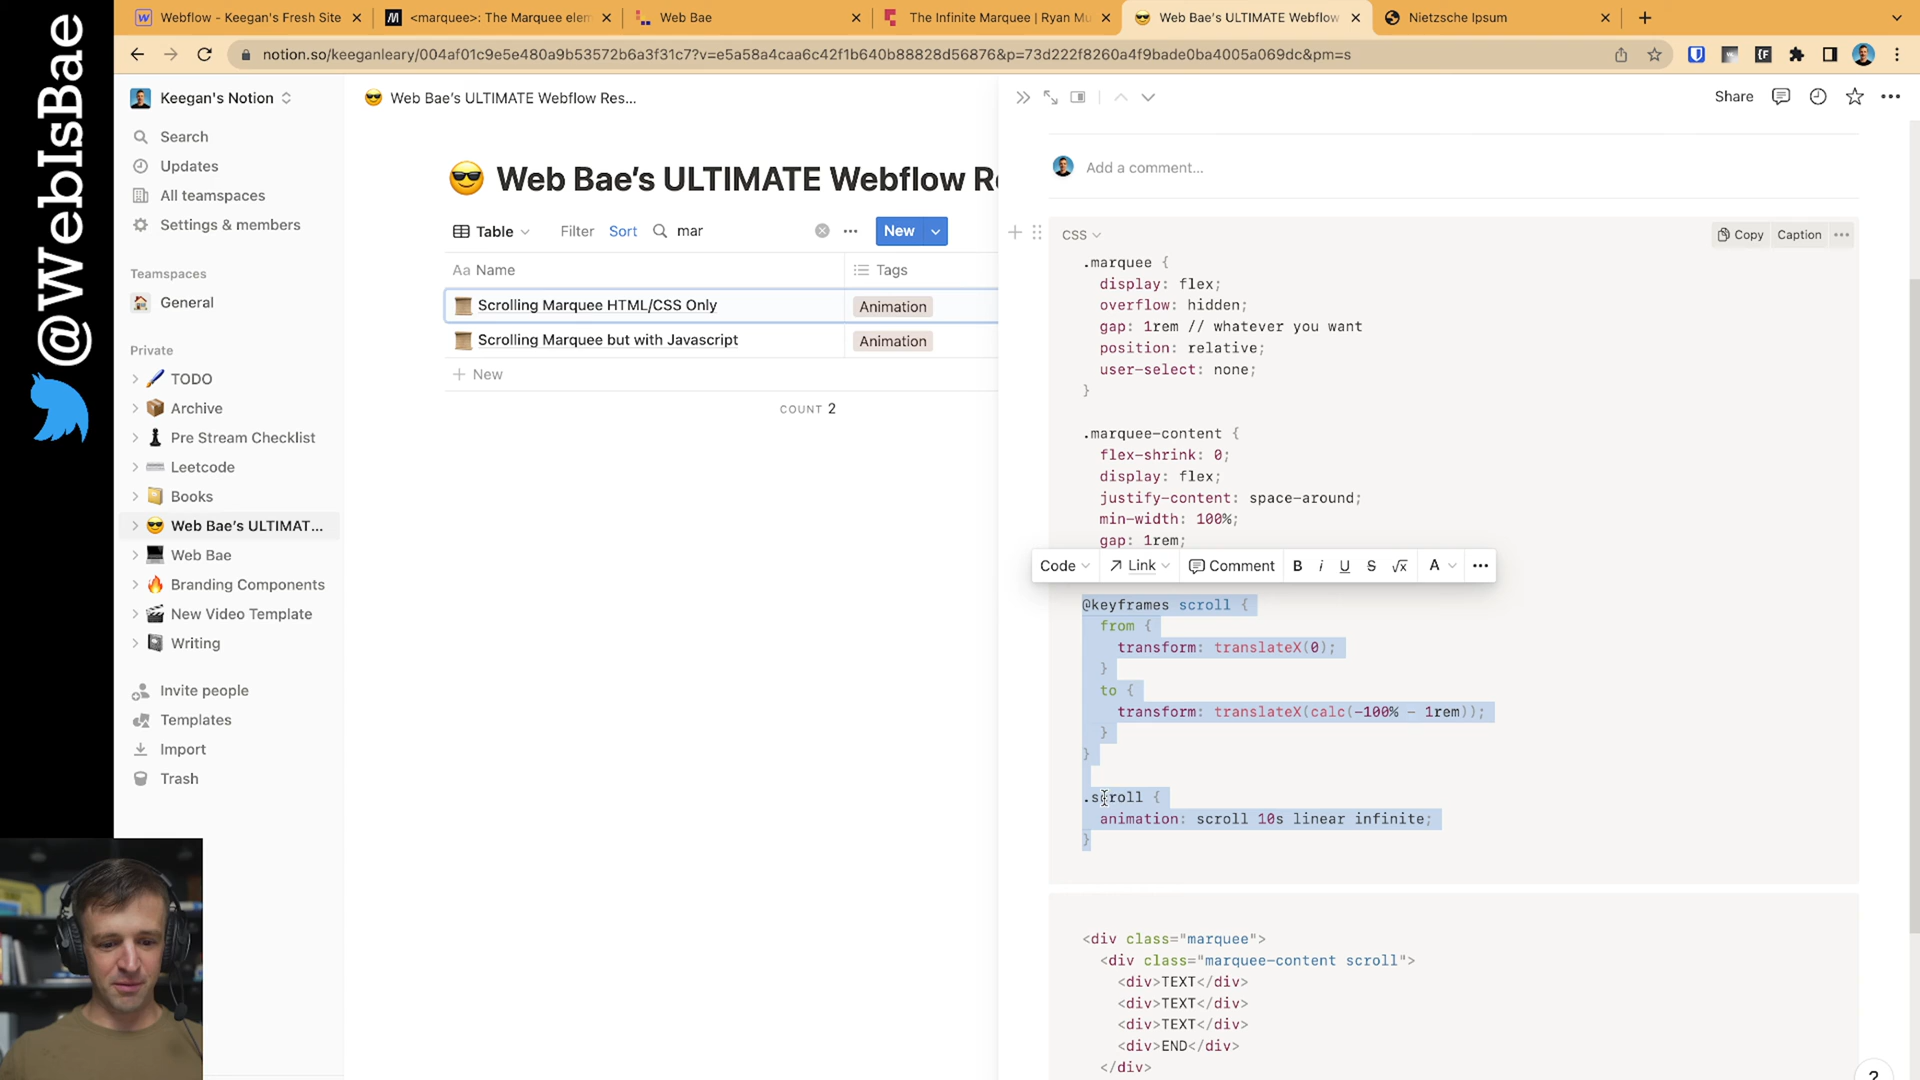 @WebIsBae
Webflow - Keegan's Fresh Site
<marquee>: The Marquee elem
Web Bae
The Infinite Marquee | Ryan Mu
Web Bae's ULTIMATE Webflow
Nietzsche Ipsum
notion.so/keeganleary/004af01c9e5e480a9b53572b6a3f31c7?v=e5a58a4caa6c42f1b640b88828d56876&p=73d222f8260a4f9bade0ba4005a069dc&pm=s
Keegan's Notion
Search
Updates
All teamspaces
Settings & members
Teamspaces
General
Private
TODO
Archive
Pre Stream Checklist
Leetcode
Books
Web Bae's ULTIMAT...
Web Bae
Branding Components
New Video Template
Writing
Invite people
Templates
Import
Trash
Web Bae's ULTIMATE Webflow Res...
Web Bae's ULTIMATE Webflow Re
Table
Filter
Sort
mar
New
Aa Name
Tags
Scrolling Marquee HTML/CSS Only
Animation
Scrolling Marquee but with Javascript
Animation
+ New
COUNT 2
Share
Add a comment...
CSS
Copy
Caption
.marquee {
display: flex;
overflow: hidden;
gap: 1rem // whatever you want
position: relative;
user-select: none;
}
.marquee-content {
flex-shrink: 0;
display: flex;
justify-content: space-around;
min-width: 100%;
gap: 1rem;
Code
Link
Comment
B
i
U
S
√x
A
@keyframes scroll {
from {
transform: translateX(0);
}
to {
transform: translateX(calc(-100% - 1rem));
}
}
.scroll {
animation: scroll 10s linear infinite;
}
<div class="marquee">
<div class="marquee-content scroll">
<div>TEXT</div>
<div>TEXT</div>
<div>TEXT</div>
<div>END</div>
</div>
?